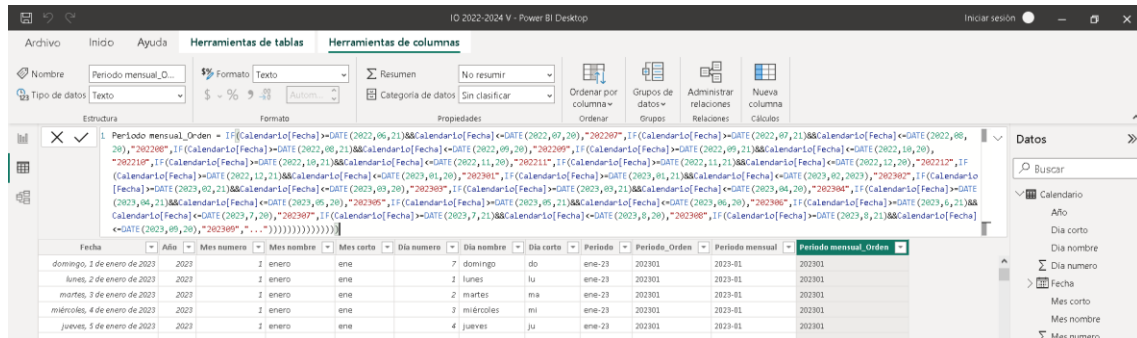 IO 2022-2024 V - Power BI Desktop
Iniciar sesión
Archivo Inicio Ayuda Herramientas de tablas Herramientas de columnas
Nombre Periodo mensual_O...
Formato Texto
Resumen No resumir
Tipo de datos Texto
$ - % Autom...
Categoría de datos Sin clasificar
Ordenar por columna
Grupos de datos
Administrar relaciones
Nueva columna
Estructura Formato Propiedades Ordenar Grupos Relaciones Cálculos
1 Periodo mensual_Orden = IF(Calendario[Fecha]>=DATE(2022,06,21)&&Calendario[Fecha]<=DATE(2022,07,20),"202207",IF(Calendario[Fecha]>=DATE(2022,07,21)&&Calendario[Fecha]<=DATE(2022,08,
20),"202208",IF(Calendario[Fecha]>=DATE(2022,08,21)&&Calendario[Fecha]<=DATE(2022,09,20),"202209",IF(Calendario[Fecha]>=DATE(2022,09,21)&&Calendario[Fecha]<=DATE(2022,10,20),
"202210",IF(Calendario[Fecha]>=DATE(2022,10,21)&&Calendario[Fecha]<=DATE(2022,11,20),"202211",IF(Calendario[Fecha]>=DATE(2022,11,21)&&Calendario[Fecha]<=DATE(2022,12,20),"202212",IF
(Calendario[Fecha]>=DATE(2022,12,21)&&Calendario[Fecha]<=DATE(2023,01,20),"202301",IF(Calendario[Fecha]>=DATE(2023,01,21)&&Calendario[Fecha]<=DATE(2023,02,2023),"202302",IF(Calendario
[Fecha]>=DATE(2023,02,21)&&Calendario[Fecha]<=DATE(2023,03,20),"202303",IF(Calendario[Fecha]>=DATE(2023,03,21)&&Calendario[Fecha]<=DATE(2023,04,20),"202304",IF(Calendario[Fecha]>=DATE
(2023,04,21)&&Calendario[Fecha]<=DATE(2023,05,20),"202305",IF(Calendario[Fecha]>=DATE(2023,05,21)&&Calendario[Fecha]<=DATE(2023,06,20),"202306",IF(Calendario[Fecha]>=DATE(2023,6,21)&&
Calendario[Fecha]<=DATE(2023,7,20),"202307",IF(Calendario[Fecha]>=DATE(2023,7,21)&&Calendario[Fecha]<=DATE(2023,8,20),"202308",IF(Calendario[Fecha]>=DATE(2023,8,21)&&Calendario[Fecha]
<=DATE(2023,09,20),"202309","...")))))))))))))))
Fecha Año Mes numero Mes nombre Mes corto Dia numero Dia nombre Dia corto Periodo Periodo_Orden Periodo mensual Periodo mensual_Orden
domingo, 1 de enero de 2023 2023 1 enero ene 7 domingo do ene-23 202301 2023-01 202301
lunes, 2 de enero de 2023 2023 1 enero ene 1 lunes lu ene-23 202301 2023-01 202301
martes, 3 de enero de 2023 2023 1 enero ene 2 martes ma ene-23 202301 2023-01 202301
miércoles, 4 de enero de 2023 2023 1 enero ene 3 miércoles mi ene-23 202301 2023-01 202301
jueves, 5 de enero de 2023 2023 1 enero ene 4 jueves ju ene-23 202301 2023-01 202301
Datos
Buscar
Calendario
Año
Dia corto
Dia nombre
Dia numero
Fecha
Mes corto
Mes nombre
Mes numero